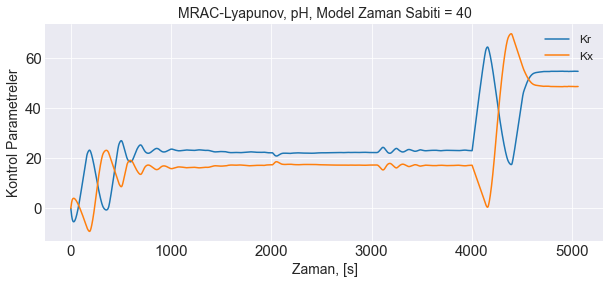 MRAC-Lyapunov, pH, Model Zaman Sabiti = 40
Kontrol Parametreler
60
40
20
0
Kr
Kx
0 1000 2000 3000 4000 5000
Zaman, [s]